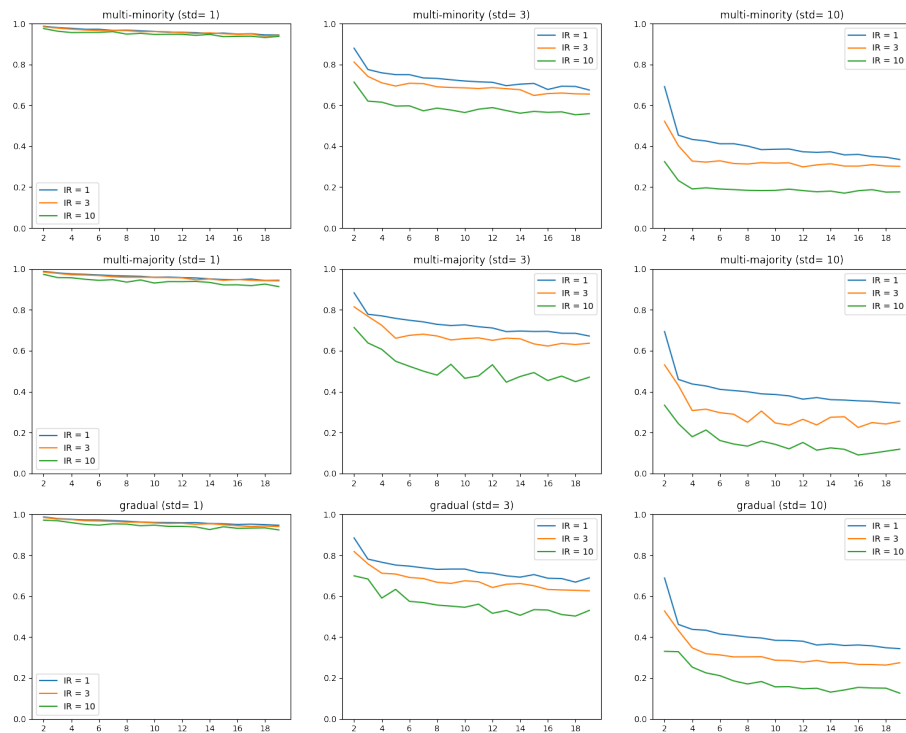 multi-minority (std= 1)
1.0
0.8
0.6
0.4
0.2
0.0
2 4 6 8 10 12 14 16 18
IR = 1
IR = 3
IR = 10
multi-minority (std= 3)
1.0
0.8
0.6
0.4
0.2
0.0
2 4 6 8 10 12 14 16 18
IR = 1
IR = 3
IR = 10
multi-minority (std= 10)
1.0
0.8
0.6
0.4
0.2
0.0
2 4 6 8 10 12 14 16 18
IR = 1
IR = 3
IR = 10
multi-majority (std= 1)
1.0
0.8
0.6
0.4
0.2
0.0
2 4 6 8 10 12 14 16 18
IR = 1
IR = 3
IR = 10
multi-majority (std= 3)
1.0
0.8
0.6
0.4
0.2
0.0
2 4 6 8 10 12 14 16 18
IR = 1
IR = 3
IR = 10
multi-majority (std= 10)
1.0
0.8
0.6
0.4
0.2
0.0
2 4 6 8 10 12 14 16 18
IR = 1
IR = 3
IR = 10
gradual (std= 1)
1.0
0.8
0.6
0.4
0.2
0.0
2 4 6 8 10 12 14 16 18
IR = 1
IR = 3
IR = 10
gradual (std= 3)
1.0
0.8
0.6
0.4
0.2
0.0
2 4 6 8 10 12 14 16 18
IR = 1
IR = 3
IR = 10
gradual (std= 10)
1.0
0.8
0.6
0.4
0.2
0.0
2 4 6 8 10 12 14 16 18
IR = 1
IR = 3
IR = 10